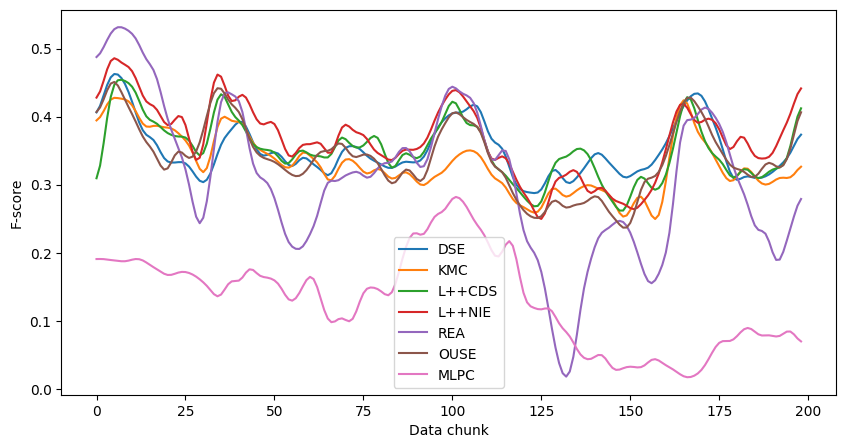 F-score
0.5
0.4
0.3
0.2
0.1
0.0
DSE
KMC
L++CDS
L++NIE
REA
OUSE
MLPC
0 25 50 75 100 125 150 175 200
Data chunk